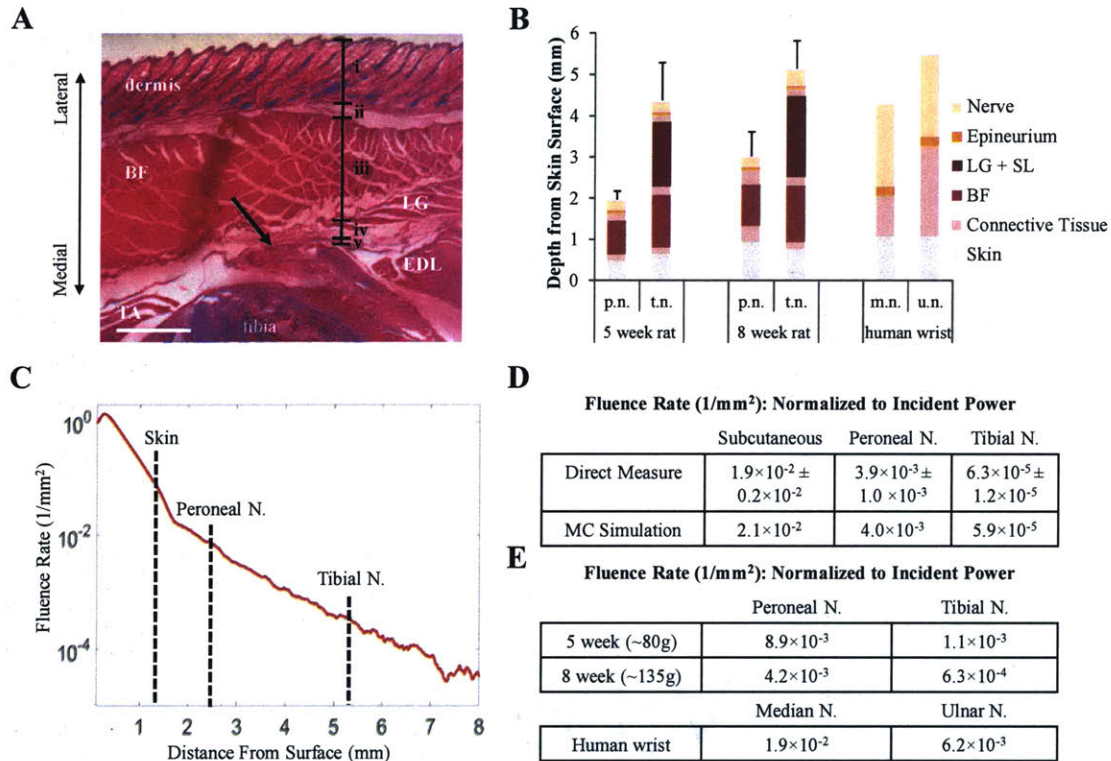 A
Lateral
Medial
dermis
BF
TA
tibia
LG
EDL
i
ii
iii
iv
v
B
Depth from Skin Surface (mm)
6
5
4
3
2
1
0
p.n. t.n. p.n. t.n. m.n. u.n.
5 week rat 8 week rat human wrist
Nerve
Epineurium
LG + SL
BF
Connective Tissue
Skin
C
Fluence Rate (1/mm²)
10⁰
10⁻²
10⁻⁴
Skin
Peroneal N.
Tibial N.
1 2 3 4 5 6 7 8
Distance From Surface (mm)
D
Fluence Rate (1/mm²): Normalized to Incident Power
Subcutaneous Peroneal N. Tibial N.
Direct Measure 1.9×10⁻² ± 3.9×10⁻³ ± 6.3×10⁻⁵ ±
0.2×10⁻² 1.0 ×10⁻³ 1.2×10⁻⁵
MC Simulation 2.1×10⁻² 4.0×10⁻³ 5.9×10⁻⁵
E
Fluence Rate (1/mm²): Normalized to Incident Power
Peroneal N. Tibial N.
5 week (~80g) 8.9×10⁻³ 1.1×10⁻³
8 week (~135g) 4.2×10⁻³ 6.3×10⁻⁴
Median N. Ulnar N.
Human wrist 1.9×10⁻² 6.2×10⁻³